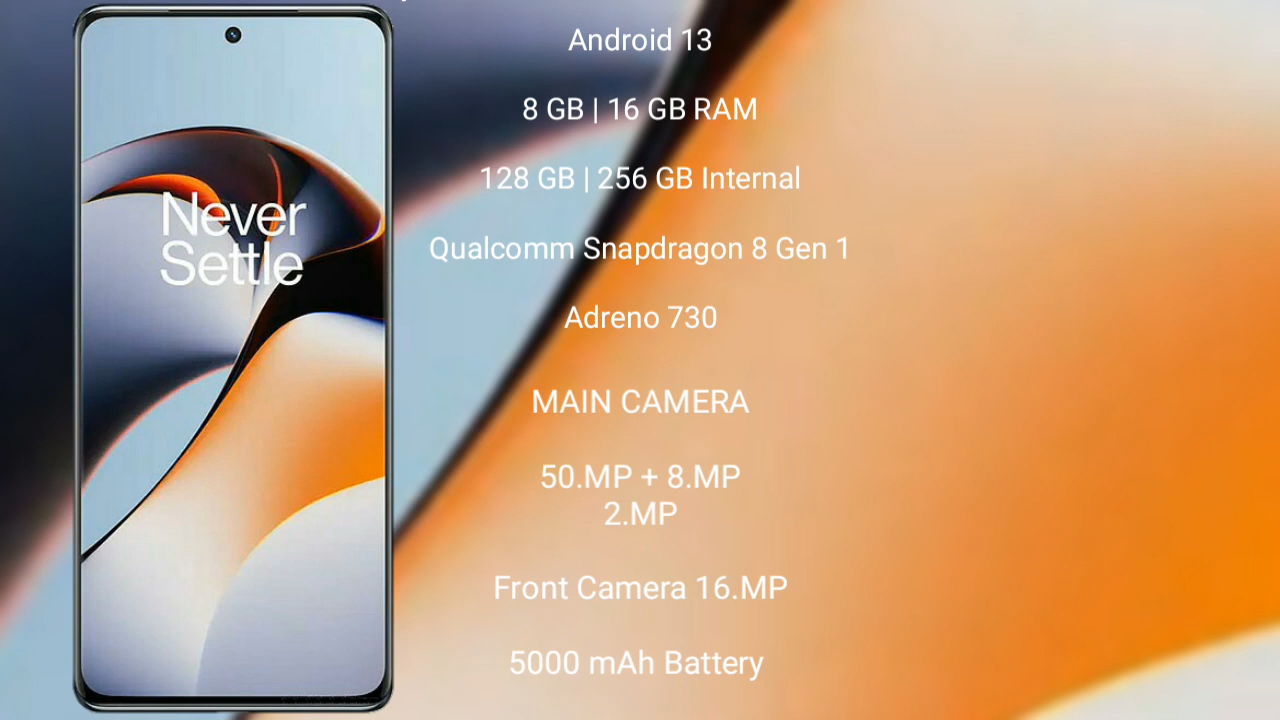 Never
Settle
Android 13
8 GB | 16 GB RAM
128 GB | 256 GB Internal
Qualcomm Snapdragon 8 Gen 1
Adreno 730
MAIN CAMERA
50.MP + 8.MP
2.MP
Front Camera 16.MP
5000 mAh Battery